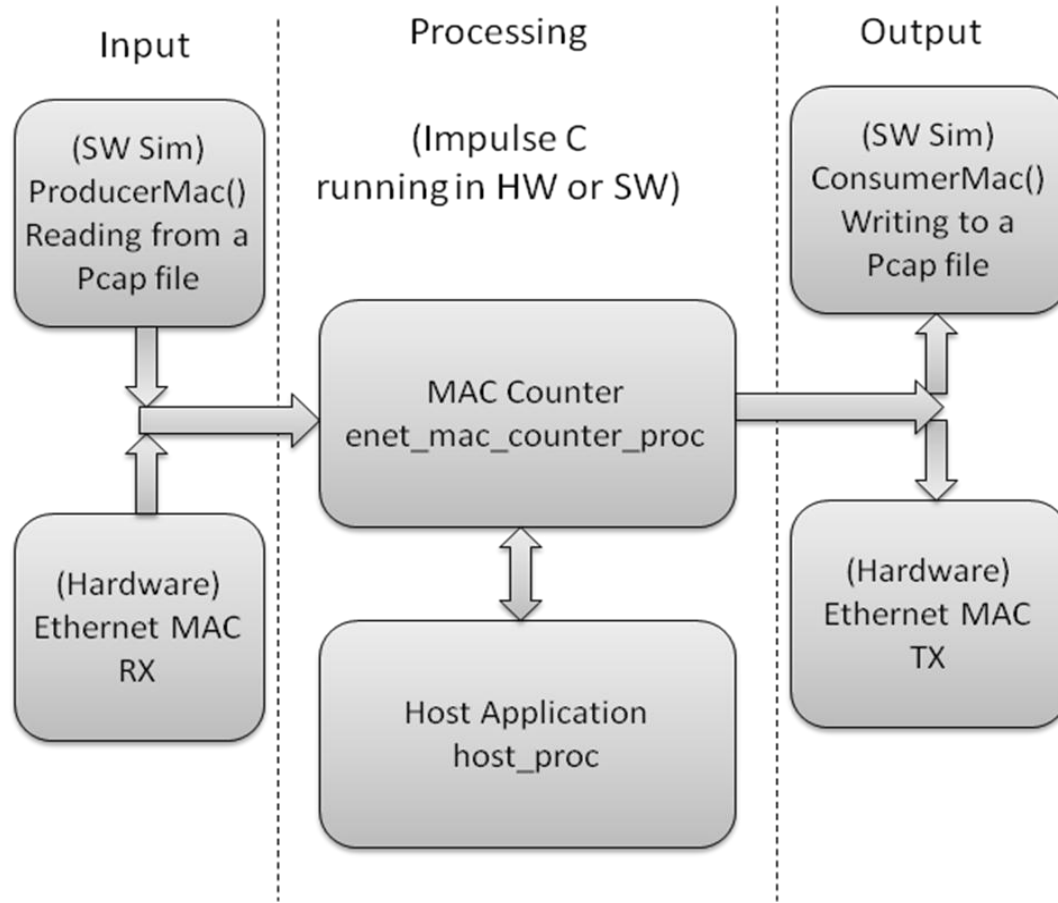 Input
Processing
Output
(SW Sim)
ProducerMac()
Reading from a
Pcap file
(Impulse C
running in HW or SW)
(SW Sim)
ConsumerMac()
Writing to a
Pcap file
MAC Counter
enet_mac_counter_proc
(Hardware)
Ethernet MAC
RX
(Hardware)
Ethernet MAC
TX
Host Application
host_proc